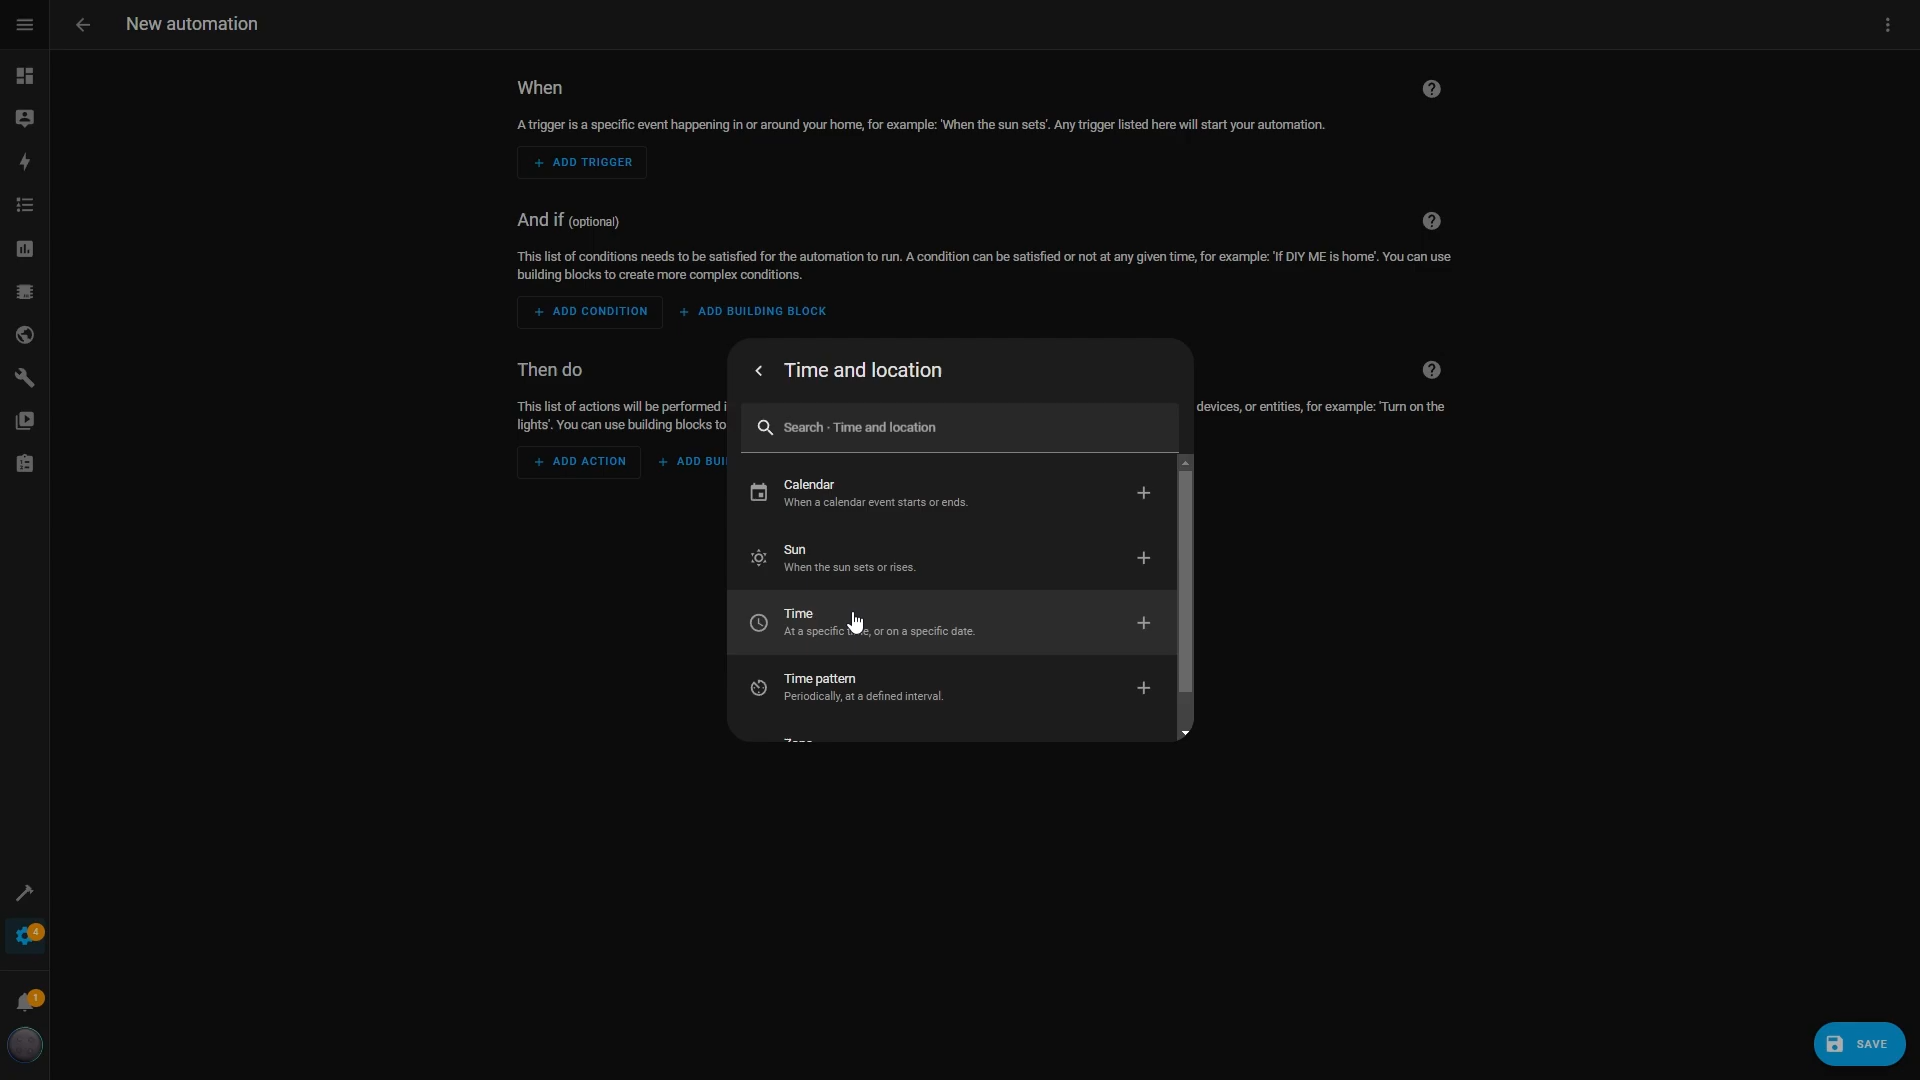 New automation
When
A trigger is a specific event happening in or around your home, for example: 'When the sun sets'. Any trigger listed here will start your automation.
+ ADD TRIGGER
And if (optional)
This list of conditions needs to be satisfied for the automation to run. A condition can be satisfied or not at any given time, for example: 'If DIY ME is home'. You can use
building blocks to create more complex conditions.
+ ADD CONDITION + ADD BUILDING BLOCK
Then do
This list of actions will be performed devices, or entities, for example: 'Turn on the
lights'. You can use building blocks to
+ ADD ACTION + ADD
Time and location
Search · Time and location
Calendar
When a calendar event starts or ends.
Sun
When the sun sets or rises.
Time
At a specific or on a specific date.
Time pattern
Periodically, at a defined interval.
4
1
SAVE